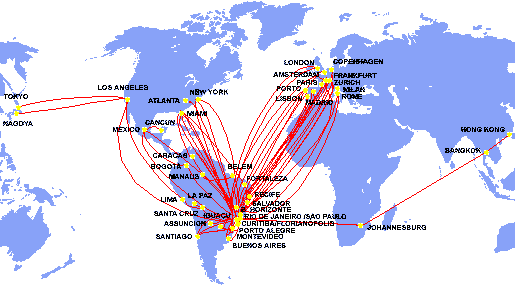 LONDON
COPENHAGEN
AMSTERDAM
FRANKFURT
PARIS
ZURICH
PORTO
MILAN
LISBON
MADRID
ROME
LOS ANGELES
NEW YORK
TOKYO
ATLANTA
NAGOYA
MIAMI
CANCUN
MEXICO
HONG KONG
BANGKOK
CARACAS
BOGOTA
BELEM
MANAUS
FORTALEZA
LIMA
LA PAZ
RECIFE
SALVADOR
SANTA CRUZ
IGUACU
HORIZONTE
RIO DE JANEIRO /SAO PAULO
ASSUNCION
CURITIBA/FLORIANOPOLIS
JOHANNESBURG
PORTO ALEGRE
SANTIAGO
MONTEVIDEO
BUENOS AIRES